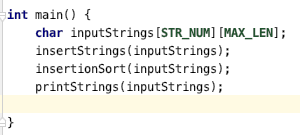 int main() {
    char inputStrings[STR_NUM][MAX_LEN];
    insertStrings(inputStrings);
    insertionSort(inputStrings);
    printStrings(inputStrings);
}